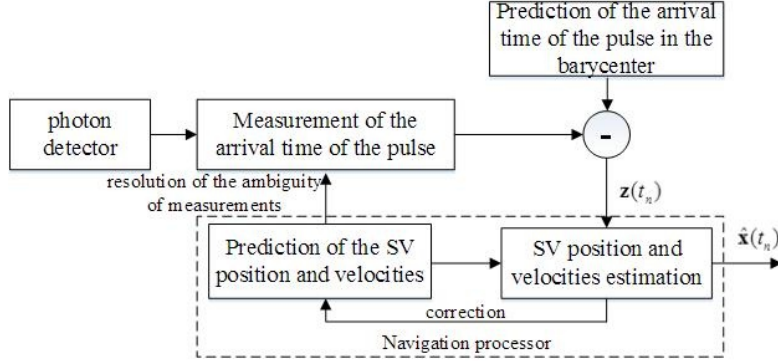 Prediction of the arrival
time of the pulse in the
barycenter
photon
detector
Measurement of the
arrival time of the pulse
-
resolution of the ambiguity
of measurements
z(tₙ)
Prediction of the SV
position and velocities
SV position and
velocities estimation
x̂(tₙ)
correction
Navigation processor